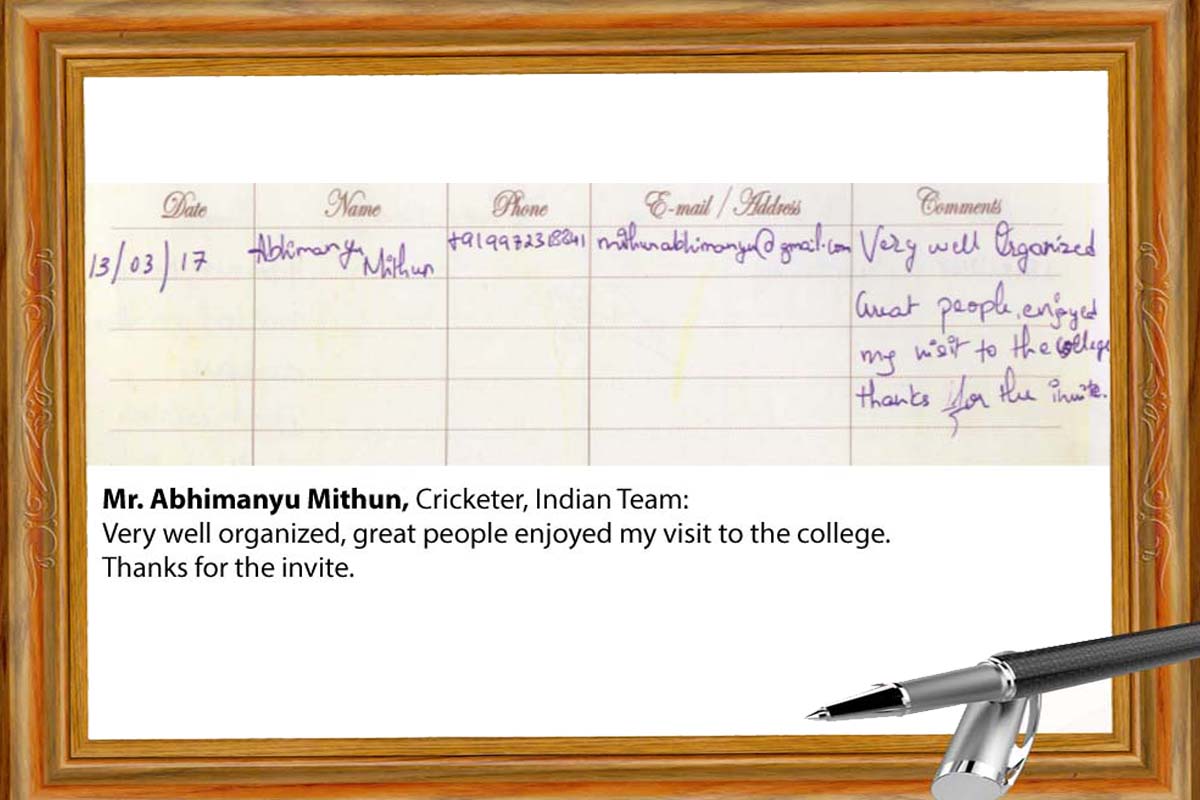 Date Name Phone E-mail / Address Comments
13/03/17 Abhimanyu Mithun mithunabhimanyu@gmail.com Very well Organized
Great people, enjoyed
my visit to the college
thanks for the invite.
Mr. Abhimanyu Mithun, Cricketer, Indian Team:
Very well organized, great people enjoyed my visit to the college.
Thanks for the invite.